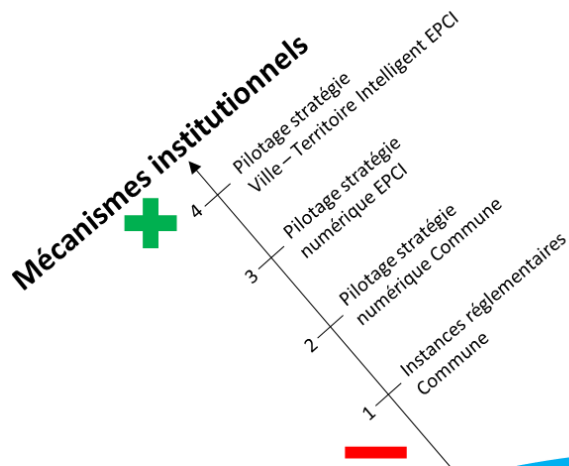 Mécanismes institutionnels
4
Pilotage stratégie
Ville – Territoire Intelligent EPCI
3
Pilotage stratégie
numérique EPCI
2
Pilotage stratégie
numérique Commune
1
Instances réglementaires
Commune